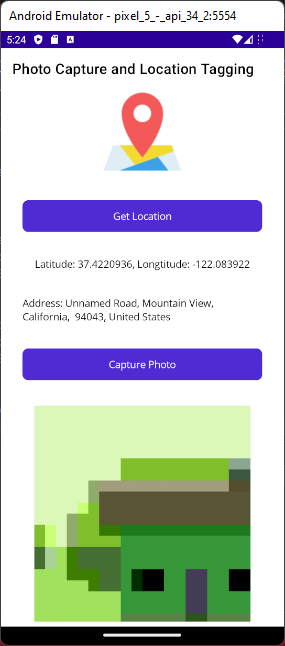 Android Emulator - pixel_5_-_api_34_2:5554
5:24
Photo Capture and Location Tagging
Get Location
Latitude: 37.4220936, Longtitude: -122.083922
Address: Unnamed Road, Mountain View,
California,  94043, United States
Capture Photo